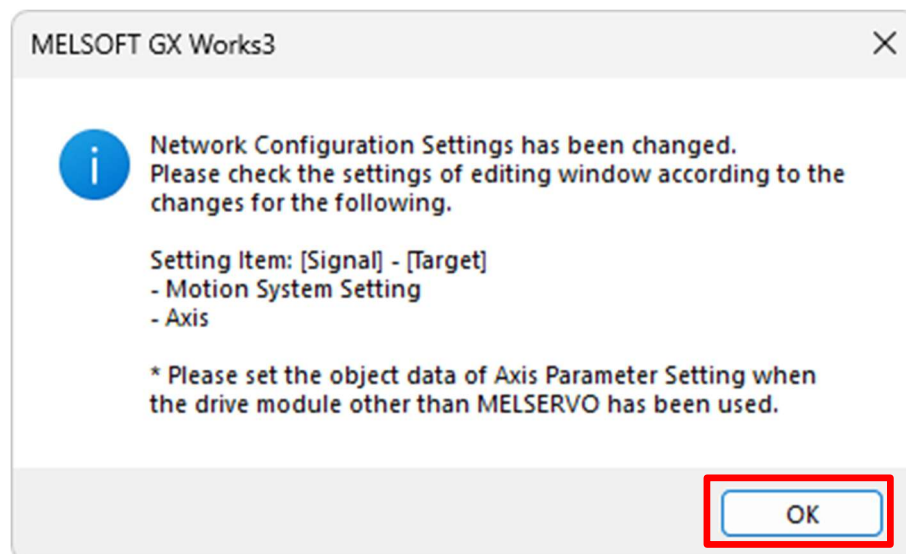 MELSOFT GX Works3
Network Configuration Settings has been changed.
Please check the settings of editing window according to the
changes for the following.
Setting Item: [Signal] - [Target]
- Motion System Setting
- Axis
* Please set the object data of Axis Parameter Setting when
the drive module other than MELSERVO has been used.
OK